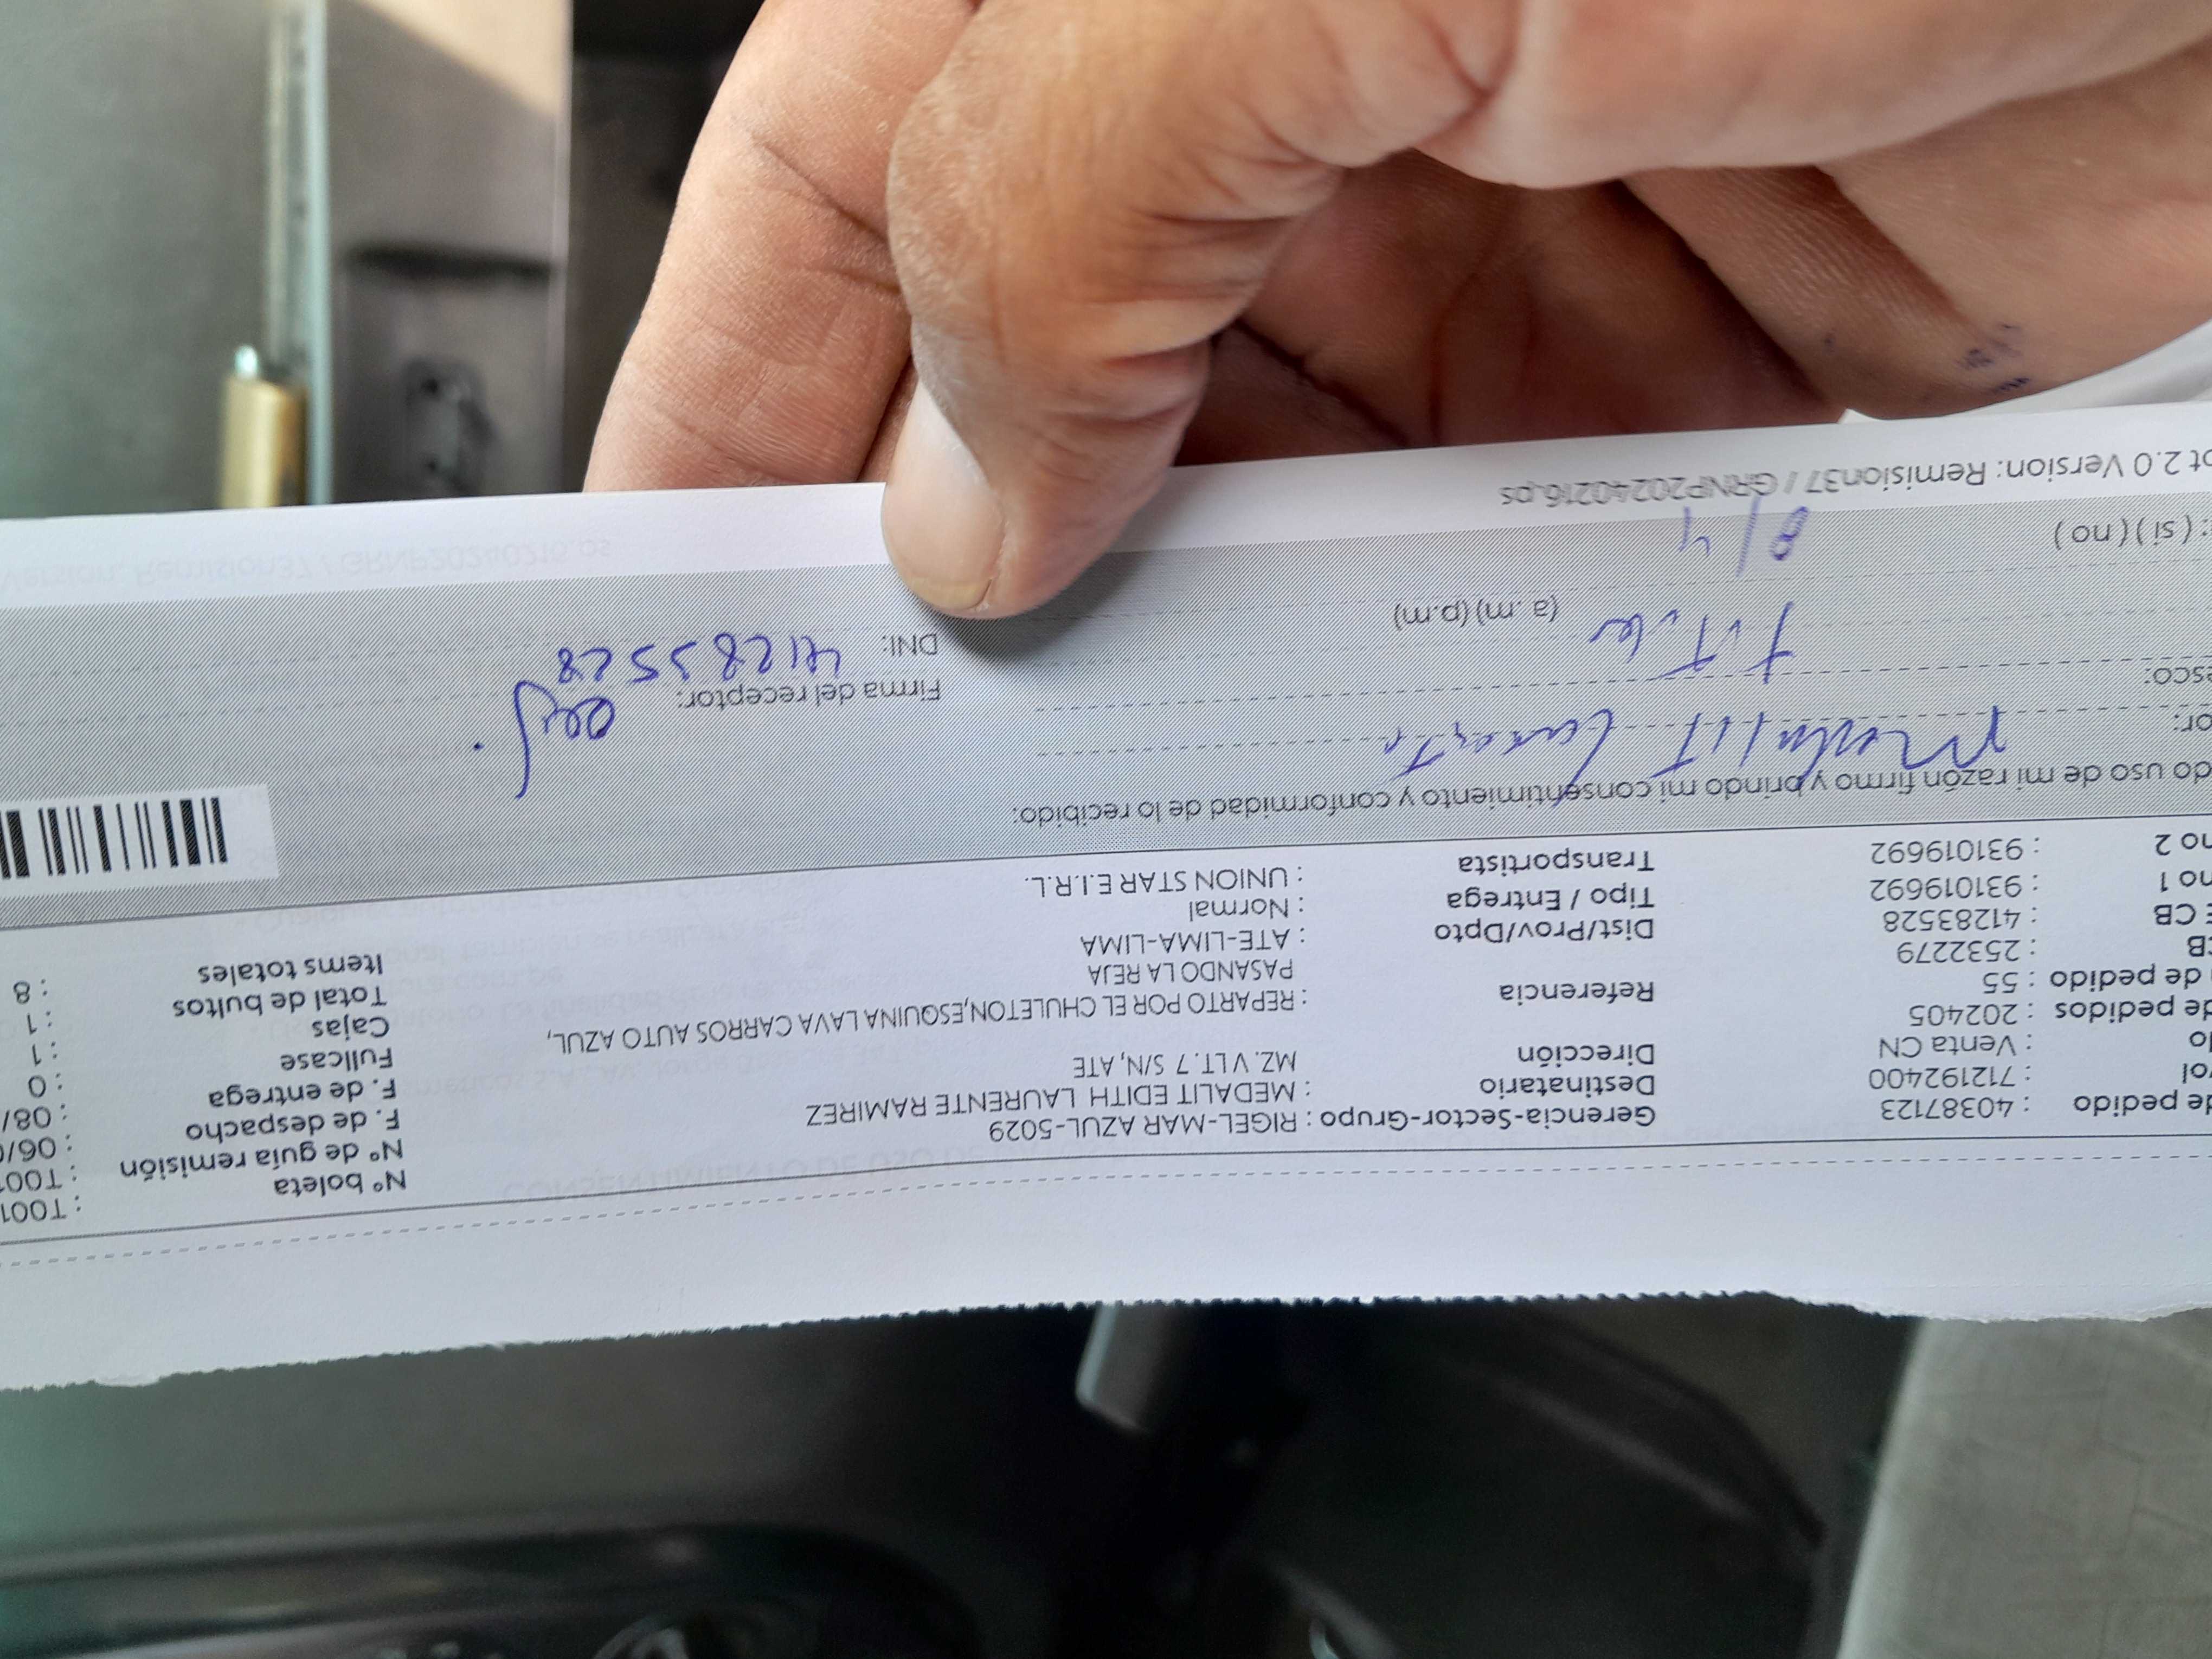 de pedido : 40387123
: 712192400
: Venta CN
de pedidos : 202405
de pedido : 55
: 2532279
CB : 41283528
no 1 : 931019692
no 2 : 931019692
Gerencia-Sector-Grupo : RIGEL-MAR AZUL-5029
Destinatario : MEDALIT EDITH LAURENTE RAMIREZ
Dirección MZ. V LT. 7 S/N, ATE
Referencia : REPARTO POR EL CHULETON,ESQUINA LAVA CARROS AUTO AZUL,
PASANDO LA REJA
Dist/Prov/Dpto : ATE-LIMA-LIMA
Tipo / Entrega : Normal
Transportista : UNION STAR E.I.R.L.
N° boleta : T001
N° de guia remisión : T001
F. de despacho : 06/
F. de entrega : 08/
Fullcase : 0
Cajas : 1
Total de bultos : 1
Items totales : 8
do uso de mi razón firmo y brindo mi consentimiento y conformidad de lo recibido:
or:
esco: Titular
(a.m) (p.m)
: ( si ) ( no ) 8/4
Firma del receptor:
DNI: 41283528
ot 2.0 Version: Remision37 / GRNP20240216.ps